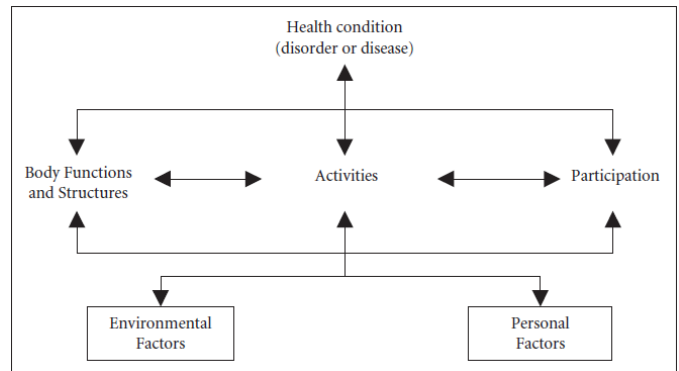 Health condition
(disorder or disease)
Body Functions
and Structures
Activities
Participation
Environmental
Factors
Personal
Factors